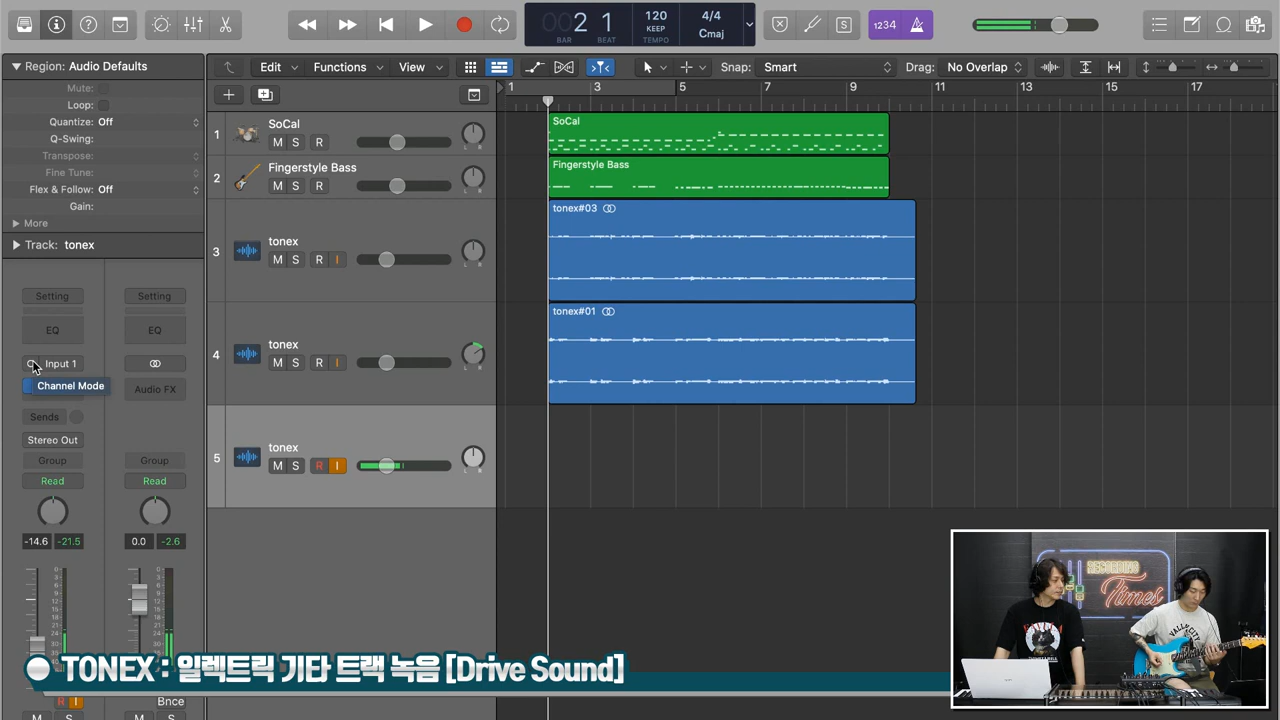 2 1 120 4/4
BAR BEAT KEEP TEMPO Cmaj
1234
Region: Audio Defaults
Mute:
Loop:
Quantize: Off
Q-Swing:
Transpose:
Fine Tune:
Flex & Follow: Off
Gain:
More
Track: tonex
Edit Functions View Snap: Smart Drag: No Overlap
1 3 5 7 9 11 13 15 17
1 SoCal
M S R
2 Fingerstyle Bass
M S R
3 tonex
M S R I
L R
4 tonex
M S R I
L R
5 tonex
M S R I
L R
SoCal
Fingerstyle Bass
tonex#03
tonex#01
Setting Setting
EQ EQ
Input 1
Channel Mode Audio FX
Sends
Stereo Out
Group Group
Read Read
-14.6 -21.5 0.0 -2.6
R I Bnce
M S M S
RECORDING
Times
TONEX : 일렉트릭 기타 트랙 녹음 [Drive Sound]